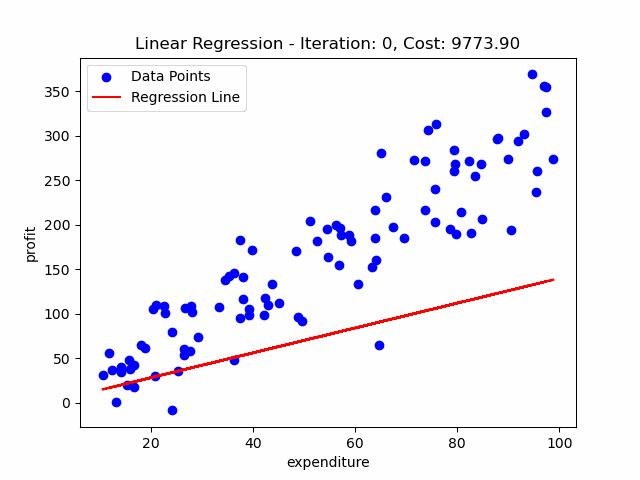 Linear Regression - Iteration: 0, Cost: 9773.90
Data Points
Regression Line
350
300
250
200
150
100
50
0
profit
20 40 60 80 100
expenditure